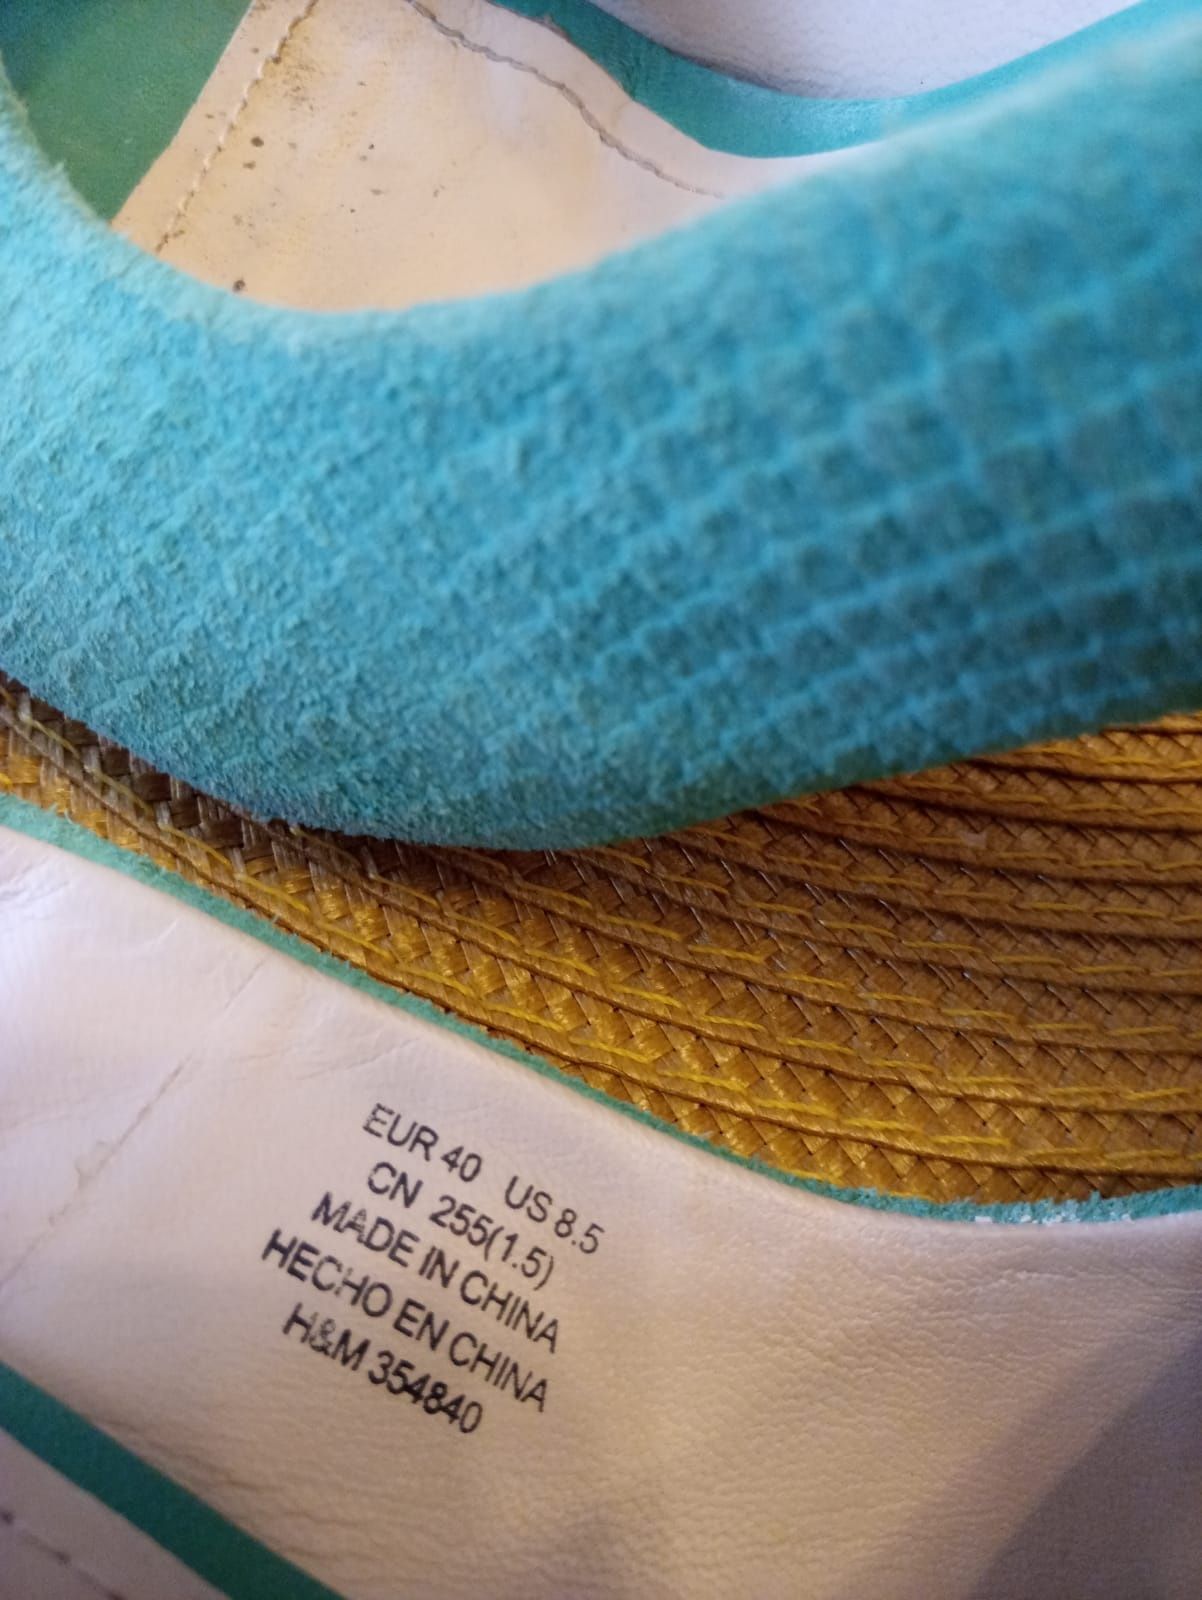 EUR 40 US 8.5
CN 255(1.5)
MADE IN CHINA
HECHO EN CHINA
H&M 354840